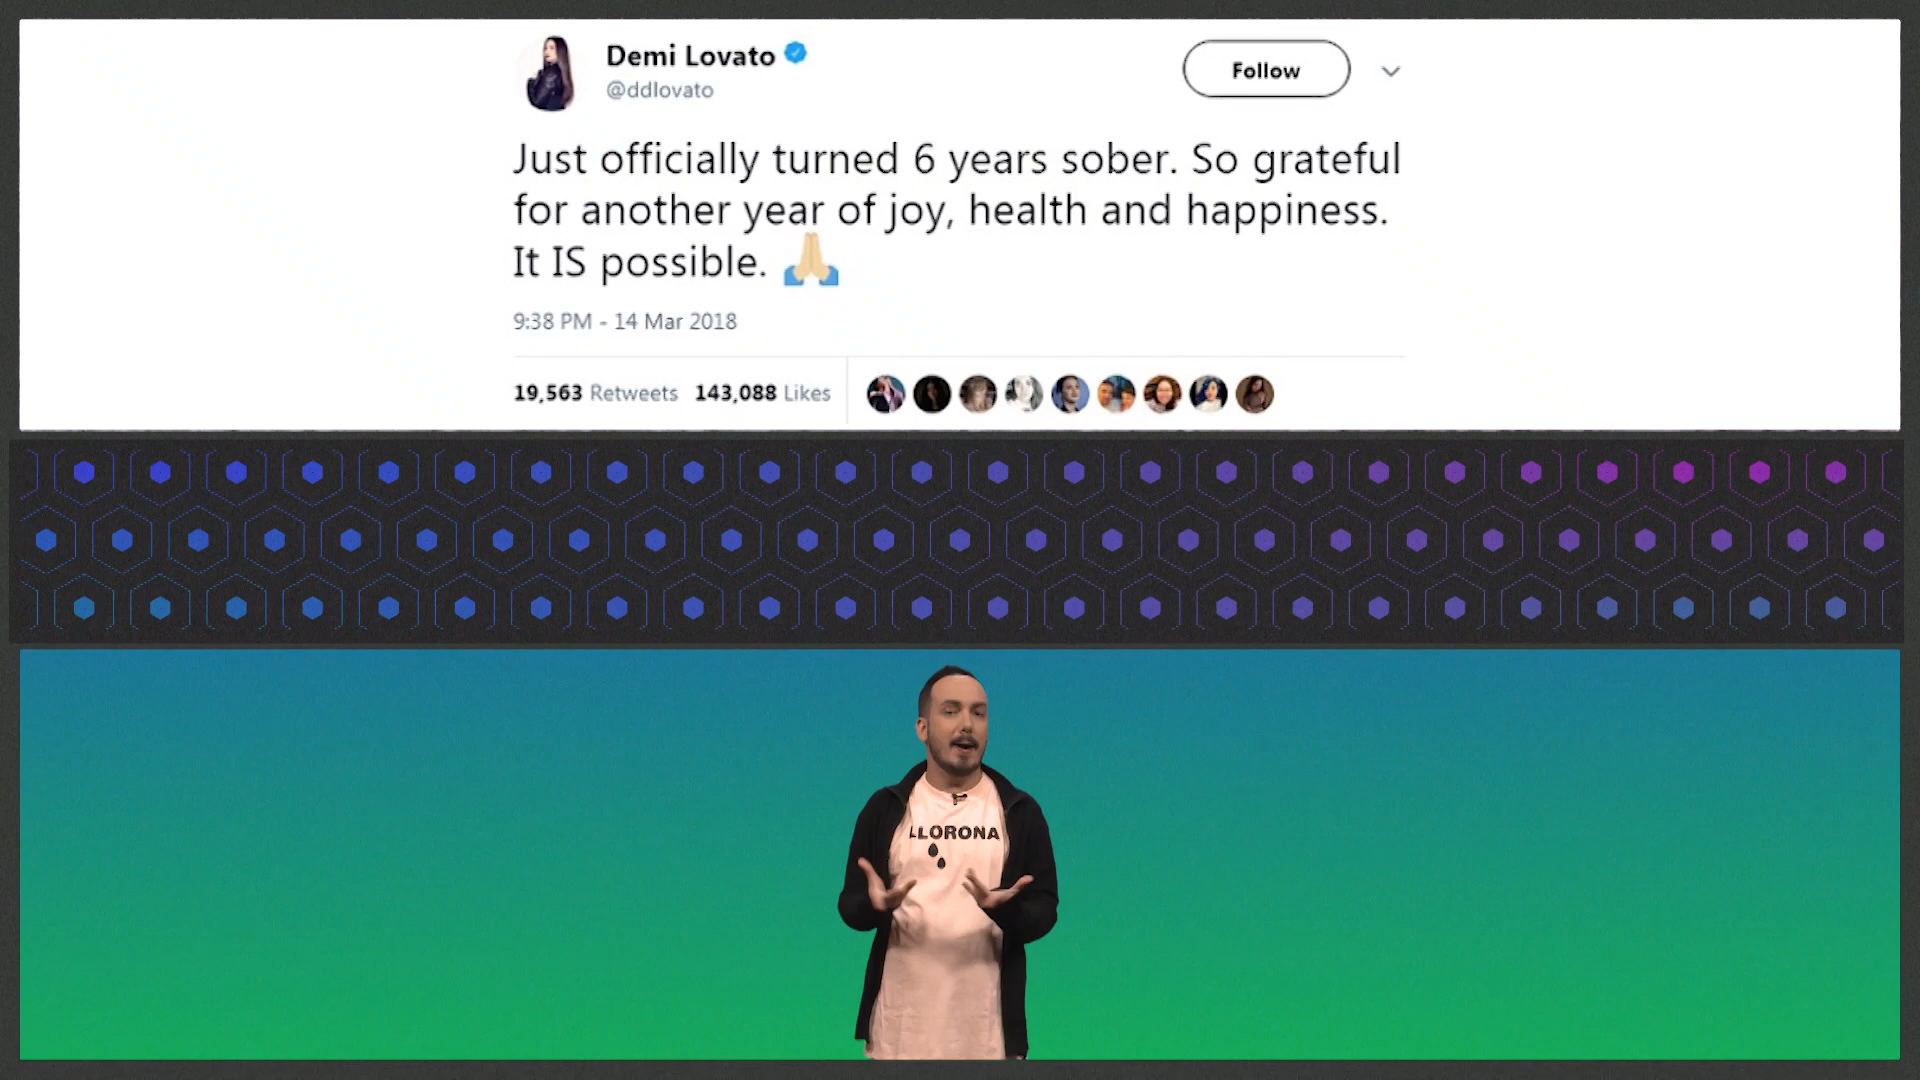 Demi Lovato
@ddlovato
Follow
Just officially turned 6 years sober. So grateful
for another year of joy, health and happiness.
It IS possible. 🙏🏼
9:38 PM - 14 Mar 2018
19,563 Retweets 143,088 Likes
LLORONA